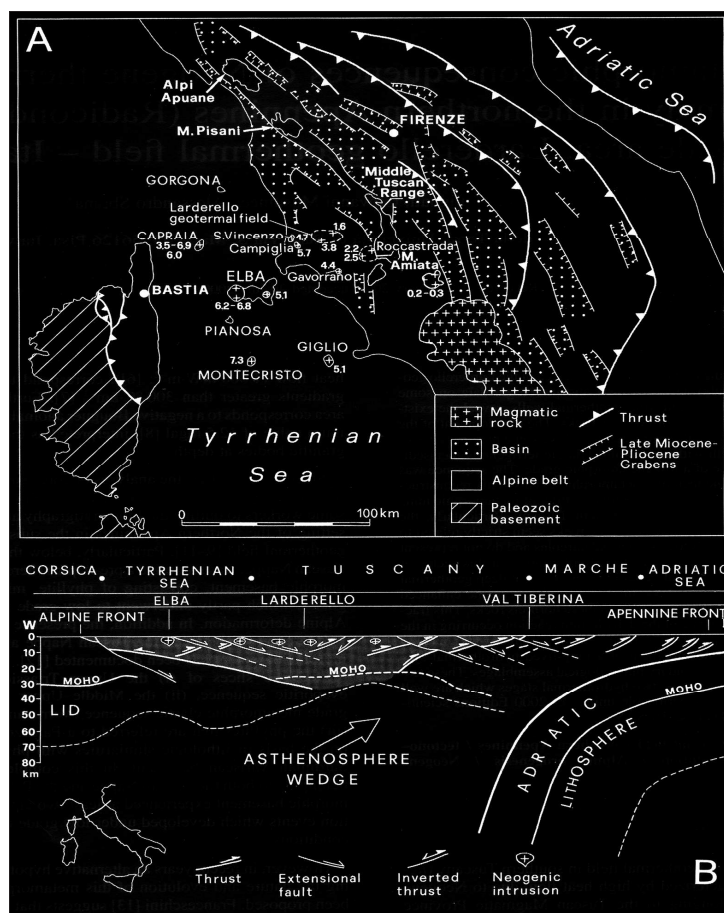 A
Adriatic Sea
Alpi
Apuane
M. Pisani
FIRENZE
GORGONA
Middle
Tuscan
Range
Larderello
geotermal field
1.6
CAPRAIA
S.Vincenzo
4.7
3.5-6.9
6.0
Campiglia
5.7
3.8
2.2
2.5
Roccastrada
M.
Amiata
4.4
Gavorrano
ELBA
BASTIA
5.1
0.2-0.3
6.2-6.8
PIANOSA
7.3
MONTECRISTO
GIGLIO
5.1
Tyrrhenian
Sea
0 100 km
Magmatic
rock
Basin
Alpine belt
Paleozoic
basement
Thrust
Late Miocene-
Pliocene
Grabens
CORSICA TYRRHENIAN SEA TUSCANY MARCHE ADRIATIC SEA
ELBA LARDERELLO VAL TIBERINA
ALPINE FRONT APENNINE FRONT
W
0
10
20
30
40
50
60
70
80
km
MOHO
MOHO
MOHO
LID
ASTHENOSPHERE
WEDGE
ADRIATIC
LITHOSPHERE
Thrust
Extensional
fault
Inverted
thrust
Neogenic
intrusion
B